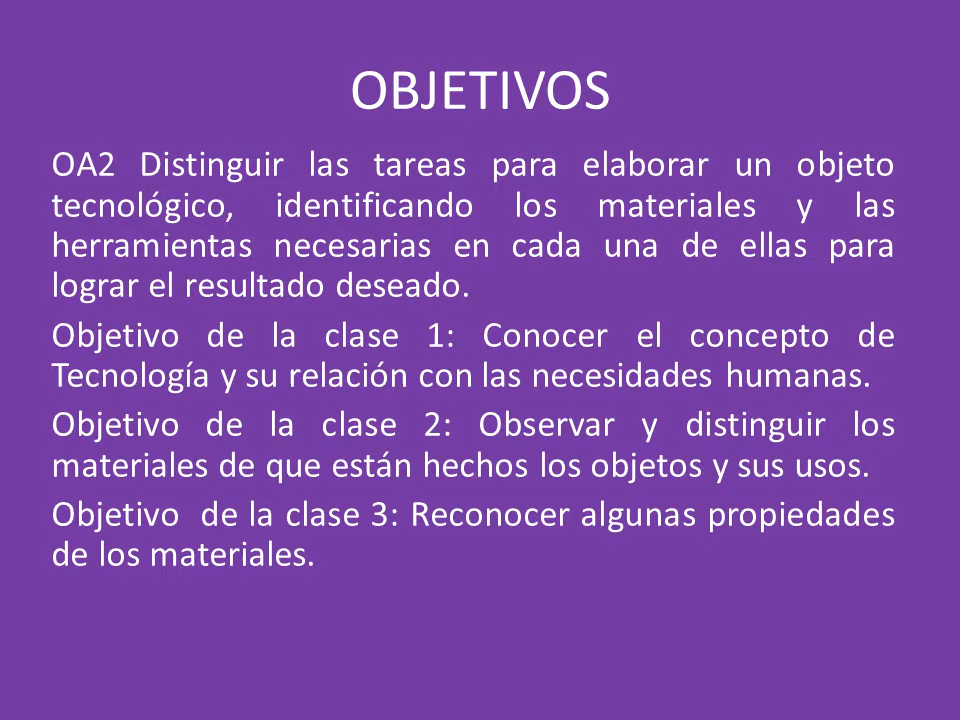 OBJETIVOS
OA2 Distinguir las tareas para elaborar un objeto
tecnológico, identificando los materiales y las
herramientas necesarias en cada una de ellas para
lograr el resultado deseado.
Objetivo de la clase 1: Conocer el concepto de
Tecnología y su relación con las necesidades humanas.
Objetivo de la clase 2: Observar y distinguir los
materiales de que están hechos los objetos y sus usos.
Objetivo de la clase 3: Reconocer algunas propiedades
de los materiales.